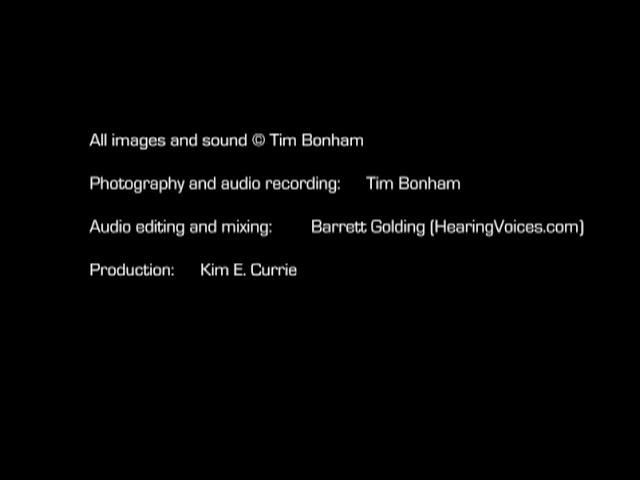 All images and sound © Tim Bonham
Photography and audio recording: Tim Bonham
Audio editing and mixing: Barrett Golding (HearingVoices.com)
Production: Kim E. Currie